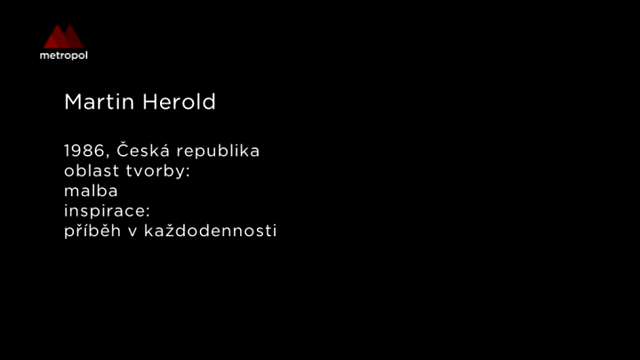 metropol
Martin Herold
1986, Česká republika
oblast tvorby:
malba
inspirace:
příběh v každodennosti